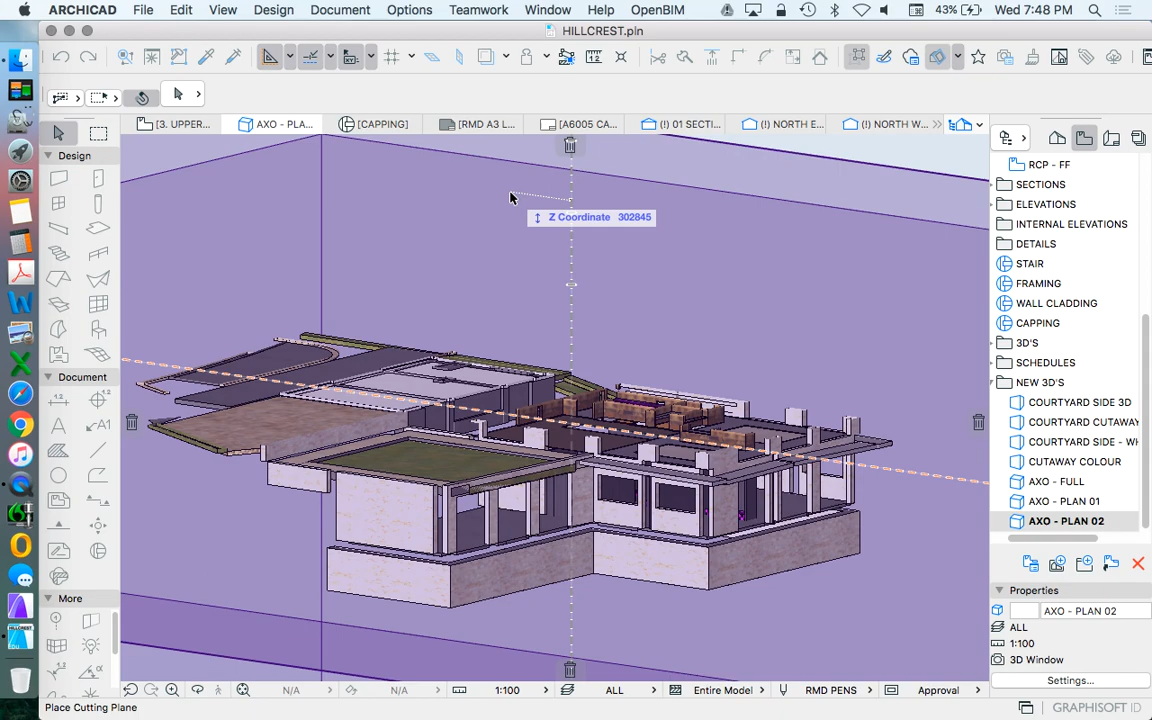 ARCHICAD File Edit View Design Document Options Teamwork Window Help OpenBIM 43% Wed 7:48 PM
HILLCREST.pln
[3. UPPER... AXO - PLA... [CAPPING] [RMD A3 L... [A6005 CA... (!) 01 SECTI... (!) NORTH E... (!) NORTH W...
Design
Document
More
Z Coordinate 302845
RCP - FF
SECTIONS
ELEVATIONS
INTERNAL ELEVATIONS
DETAILS
STAIR
FRAMING
WALL CLADDING
CAPPING
3D'S
SCHEDULES
NEW 3D'S
COURTYARD SIDE 3D
COURTYARD CUTAWAY
COURTYARD SIDE - WH
CUTAWAY COLOUR
AXO - FULL
AXO - PLAN 01
AXO - PLAN 02
Properties
AXO - PLAN 02
ALL
1:100
3D Window
Settings...
N/A N/A 1:100 ALL Entire Model RMD PENS Approval
Place Cutting Plane
GRAPHISOFT ID